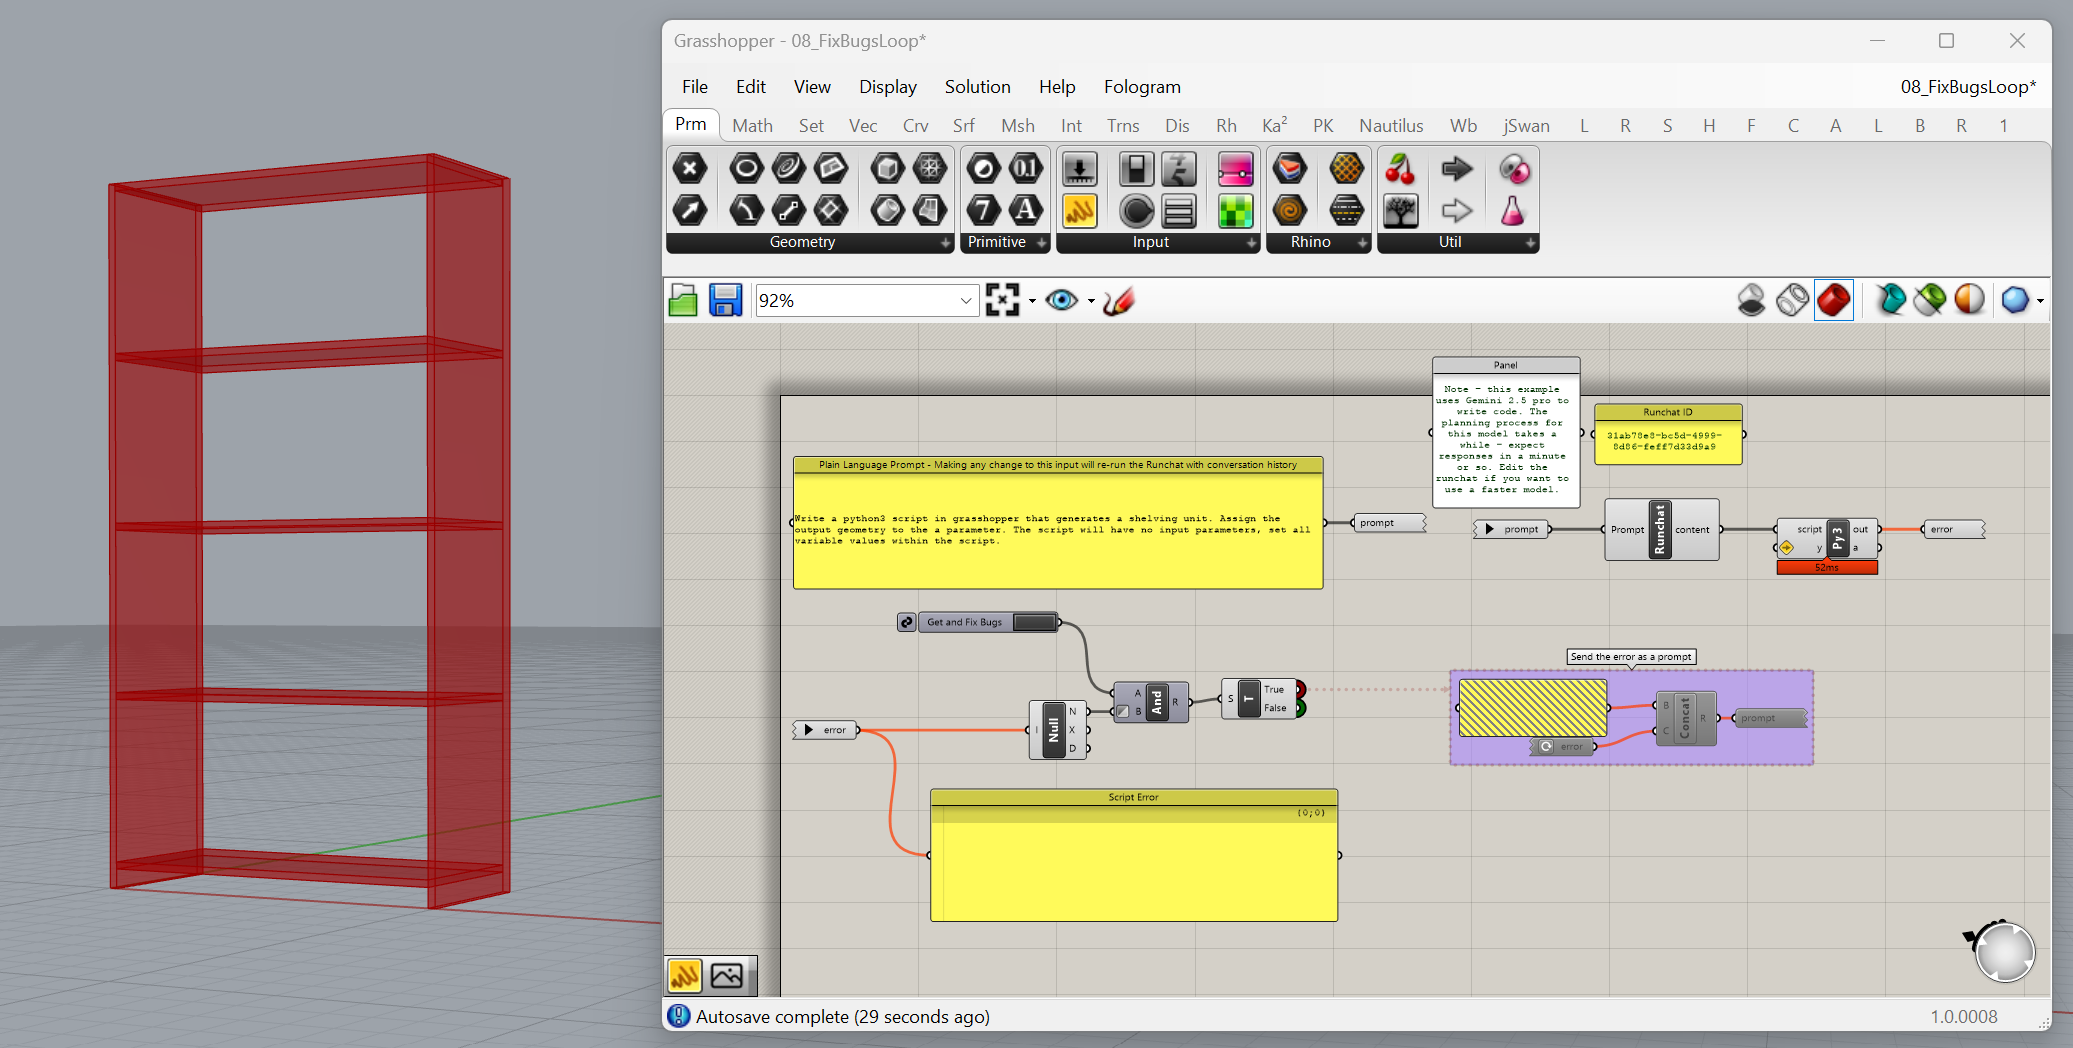 Grasshopper - 08_FixBugsLoop*
File Edit View Display Solution Help Fologram 08_FixBugsLoop*
Prm Math Set Vec Crv Srf Msh Int Trns Dis Rh Ka² PK Nautilus Wb jSwan L R S H F C A L B R 1
0.1
7 A
Geometry Primitive Input Rhino Util
92%
Panel
Note - this example
uses Gemini 2.5 pro to
write code. The
planning process for
this model takes a
while - expect
responses in a minute
or so. Edit the
runchat if you want to
use a faster model.
Runchat ID
31ab78e8-bc5d-4999-
8d86-feff7d33d9a9
Plain Language Prompt - Making any change to this input will re-run the Runchat with conversation history
Write a python3 script in grasshopper that generates a shelving unit. Assign the
output geometry to the a parameter. The script will have no input parameters, set all
variable values within the script.
prompt
prompt
Prompt Runchat content
script Py 3 out
y a
52ms
error
Get and Fix Bugs
A And R
B
S T True
False
Send the error as a prompt
B Concat R
C
prompt
error
error
I Null N
X
D
Script Error
(0;0)
Autosave complete (29 seconds ago)
1.0.0008